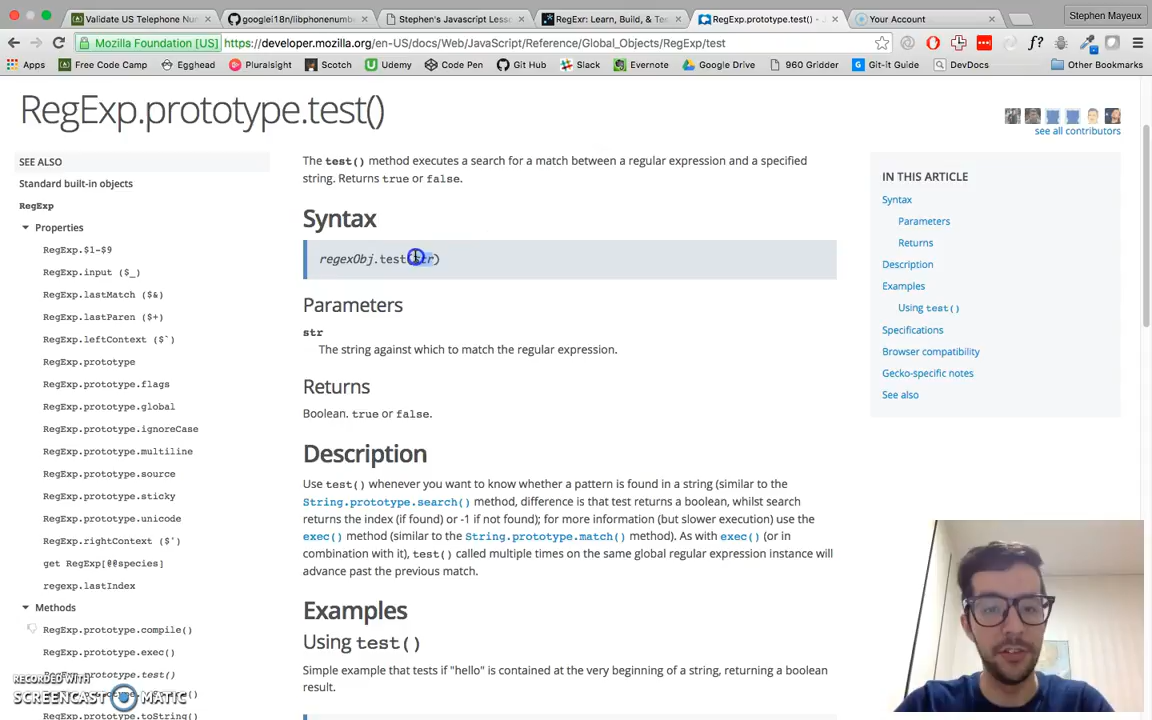 Validate US Telephone Nu
googlei18n/libphonenumb
Stephen's Javascript Less
RegExr: Learn, Build, & Te
RegExp.prototype.test() -
Your Account
Stephen Mayeux
Mozilla Foundation [US]
https://developer.mozilla.org/en-US/docs/Web/JavaScript/Reference/Global_Objects/RegExp/test
Apps
Free Code Camp
Egghead
Pluralsight
Scotch
Udemy
Code Pen
Git Hub
Slack
Evernote
Google Drive
960 Gridder
Git-it Guide
DevDocs
Other Bookmarks
RegExp.prototype.test()
see all contributors
SEE ALSO
Standard built-in objects
RegExp
Properties
RegExp.$1-$9
RegExp.input ($_)
RegExp.lastMatch ($&)
RegExp.lastParen ($+)
RegExp.leftContext ($`)
RegExp.prototype
RegExp.prototype.flags
RegExp.prototype.global
RegExp.prototype.ignoreCase
RegExp.prototype.multiline
RegExp.prototype.source
RegExp.prototype.sticky
RegExp.prototype.unicode
RegExp.rightContext ($')
get RegExp[@@species]
regexp.lastIndex
Methods
RegExp.prototype.compile()
RegExp.prototype.exec()
RegExp.prototype.test()
RegExp.prototype.toString()
RECORDED WITH
SCREENCAST MATIC
The test() method executes a search for a match between a regular expression and a specified
string. Returns true or false.
Syntax
regexObj.test(str)
Parameters
str
The string against which to match the regular expression.
Returns
Boolean. true or false.
Description
Use test() whenever you want to know whether a pattern is found in a string (similar to the
String.prototype.search() method, difference is that test returns a boolean, whilst search
returns the index (if found) or -1 if not found); for more information (but slower execution) use the
exec() method (similar to the String.prototype.match() method). As with exec() (or in
combination with it), test() called multiple times on the same global regular expression instance will
advance past the previous match.
Examples
Using test()
Simple example that tests if "hello" is contained at the very beginning of a string, returning a boolean
result.
IN THIS ARTICLE
Syntax
Parameters
Returns
Description
Examples
Using test()
Specifications
Browser compatibility
Gecko-specific notes
See also